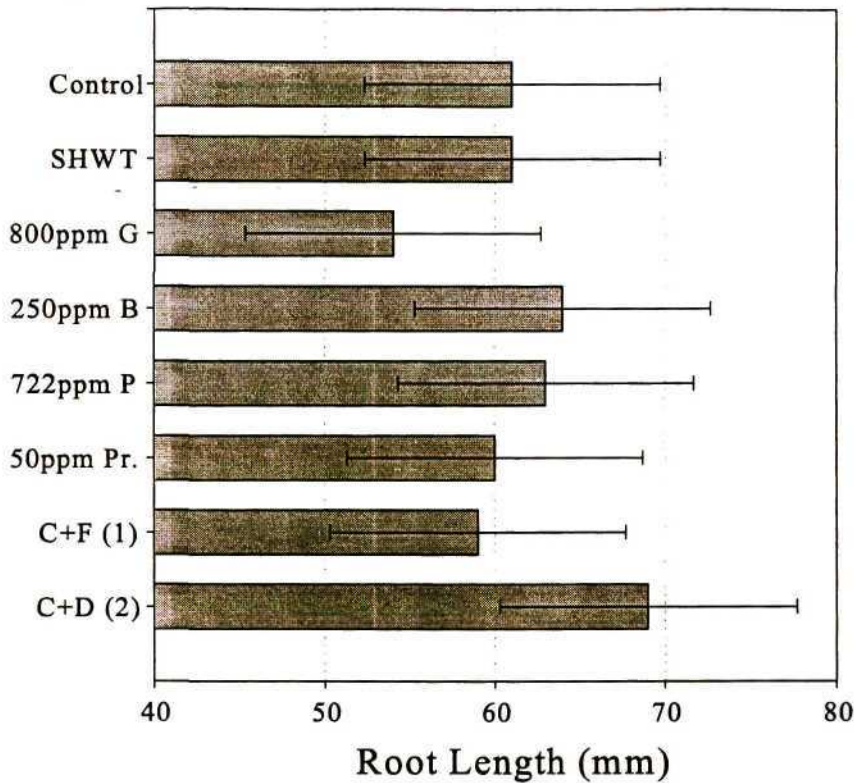 Control
SHWT
800ppm G
250ppm B
722ppm P
50ppm Pr.
C+F (1)
C+D (2)
40 50 60 70 80
Root Length (mm)